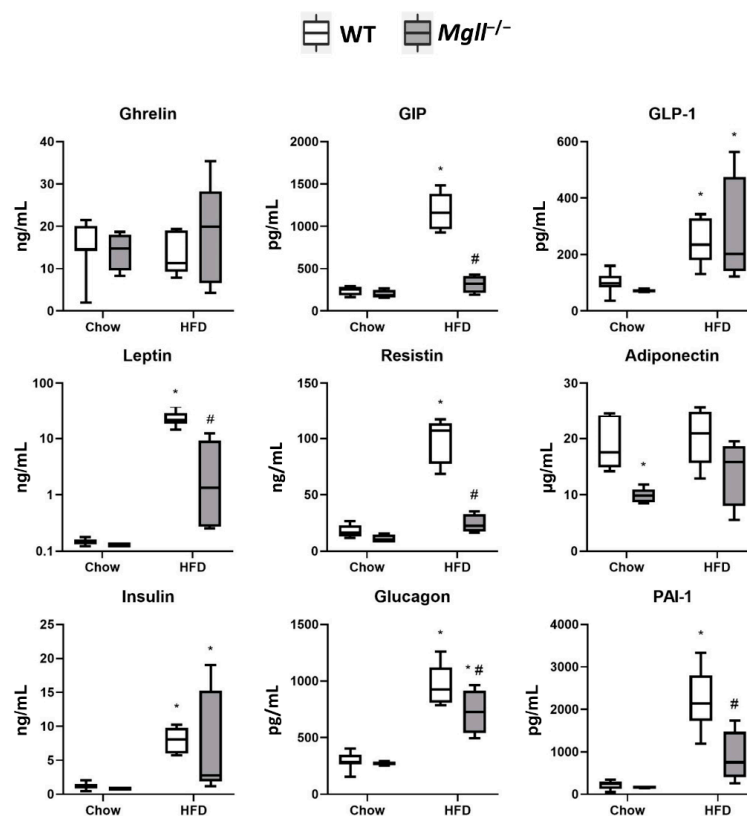 WT Mgll−/−
Ghrelin GIP GLP-1
40 2000 600
* *
30 1500 *
400
ng/mL 20 pg/mL 1000 pg/mL
200
10 500 #
0 0 0
Chow HFD Chow HFD Chow HFD
Leptin Resistin Adiponectin
100 * 150 * 30
#
10 100 20
ng/mL ng/mL µg/mL *
1 50 # 10
0.1 0 0
Chow HFD Chow HFD Chow HFD
Insulin Glucagon PAI-1
25 1500 4000
* * *
20 3000
15 1000 * #
ng/mL pg/mL pg/mL 2000 #
10 *
500
5 1000
0 0 0
Chow HFD Chow HFD Chow HFD